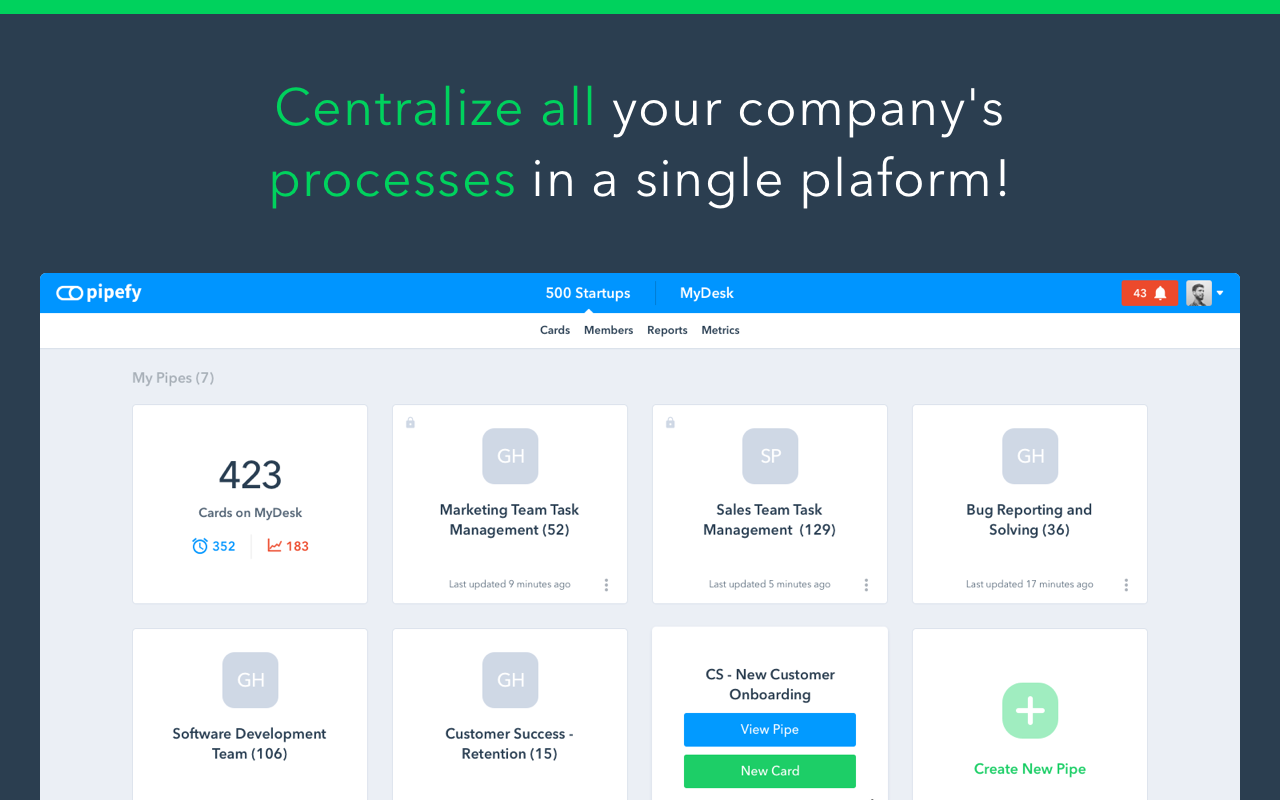 Centralize all your company's
processes in a single plaform!
pipefy
500 Startups
MyDesk
43
Cards
Members
Reports
Metrics
My Pipes (7)
423
Cards on MyDesk
352
183
GH
Marketing Team Task
Management (52)
Last updated 9 minutes ago
SP
Sales Team Task
Management (129)
Last updated 5 minutes ago
GH
Bug Reporting and
Solving (36)
Last updated 17 minutes ago
GH
Software Development
Team (106)
GH
Customer Success -
Retention (15)
CS - New Customer
Onboarding
View Pipe
New Card
Create New Pipe